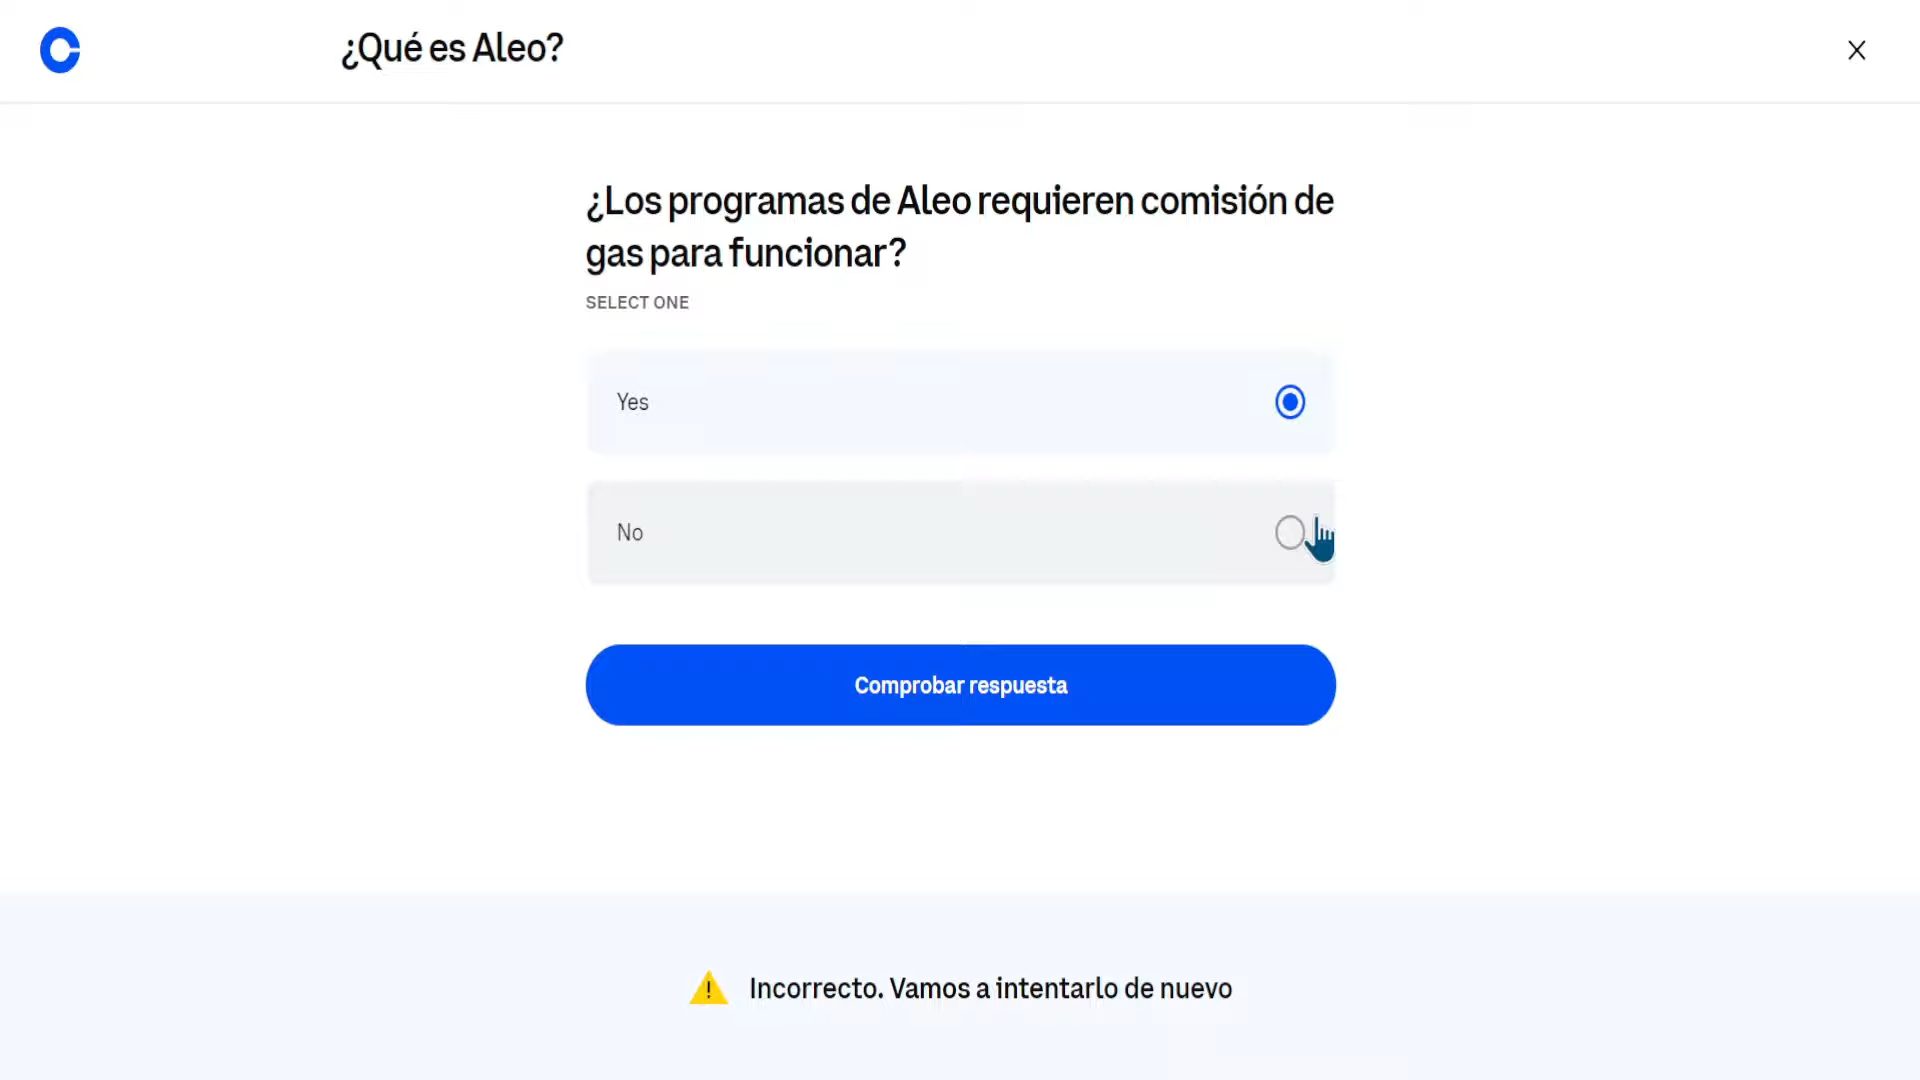 ¿Qué es Aleo?
¿Los programas de Aleo requieren comisión de
gas para funcionar?
SELECT ONE
Yes
No
Comprobar respuesta
Incorrecto. Vamos a intentarlo de nuevo